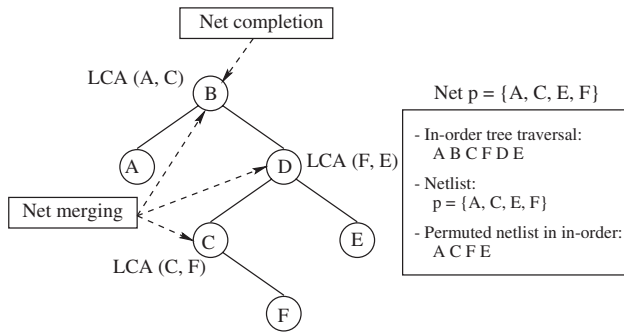 Net completion
LCA (A, C)
B
Net p = {A, C, E, F}
- In-order tree traversal:
A B C F D E
- Netlist:
p = {A, C, E, F}
- Permuted netlist in in-order:
A C F E
A
D
LCA (F, E)
Net merging
C
E
LCA (C, F)
F